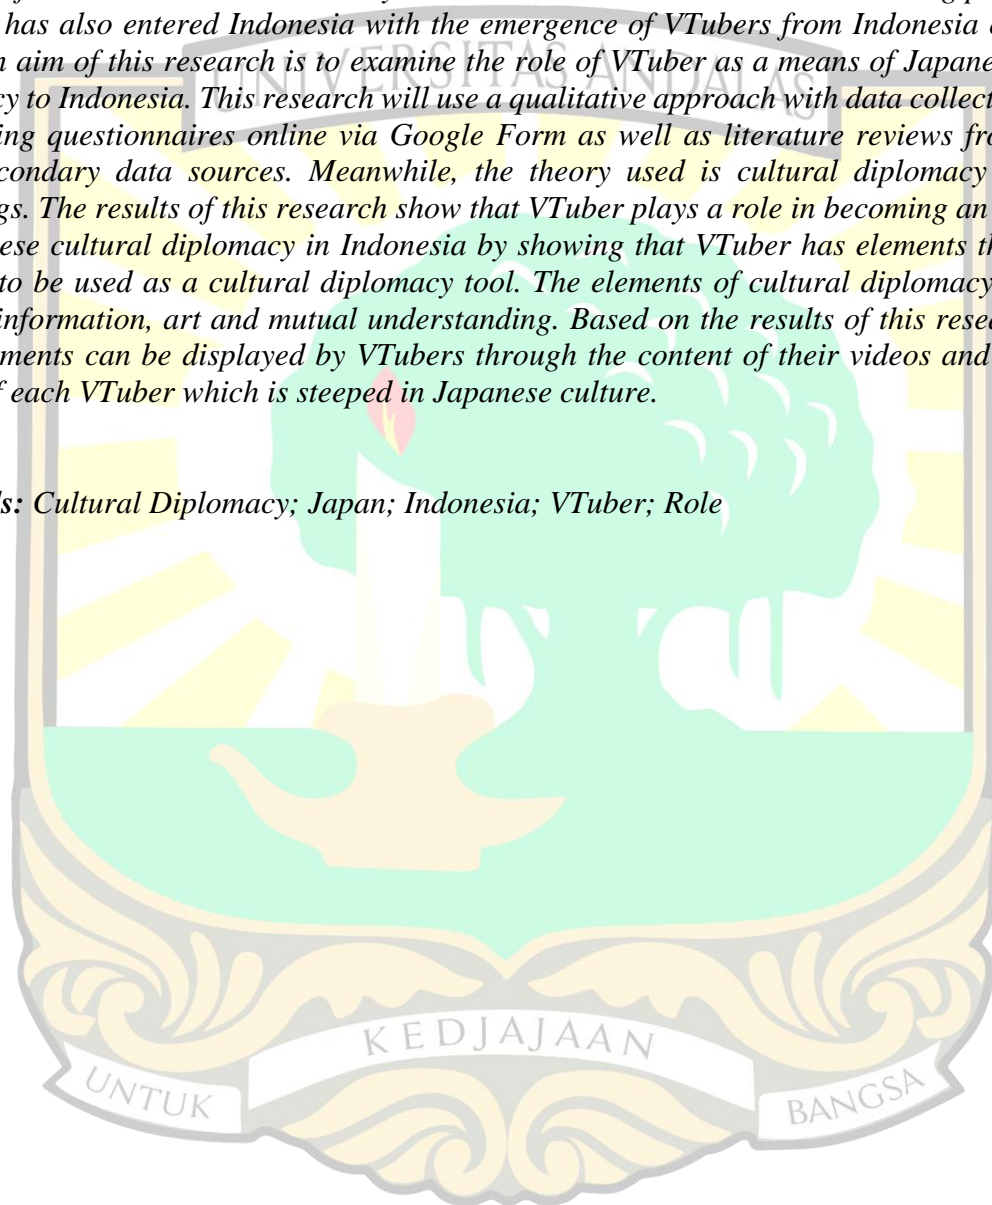 UNIVERSITAS ANDALAS
has also entered Indonesia with the emergence of VTubers from Indonesia
n aim of this research is to examine the role of VTuber as a means of Japane
cy to Indonesia. This research will use a qualitative approach with data collect
ing questionnaires online via Google Form as well as literature reviews fro
condary data sources. Meanwhile, the theory used is cultural diplomacy
gs. The results of this research show that VTuber plays a role in becoming an
ese cultural diplomacy in Indonesia by showing that VTuber has elements th
to be used as a cultural diplomacy tool. The elements of cultural diplomacy
information, art and mutual understanding. Based on the results of this rese
ments can be displayed by VTubers through the content of their videos and
of each VTuber which is steeped in Japanese culture.
s: Cultural Diplomacy; Japan; Indonesia; VTuber; Role
UNTUK KEDJAJAAN BANGSA